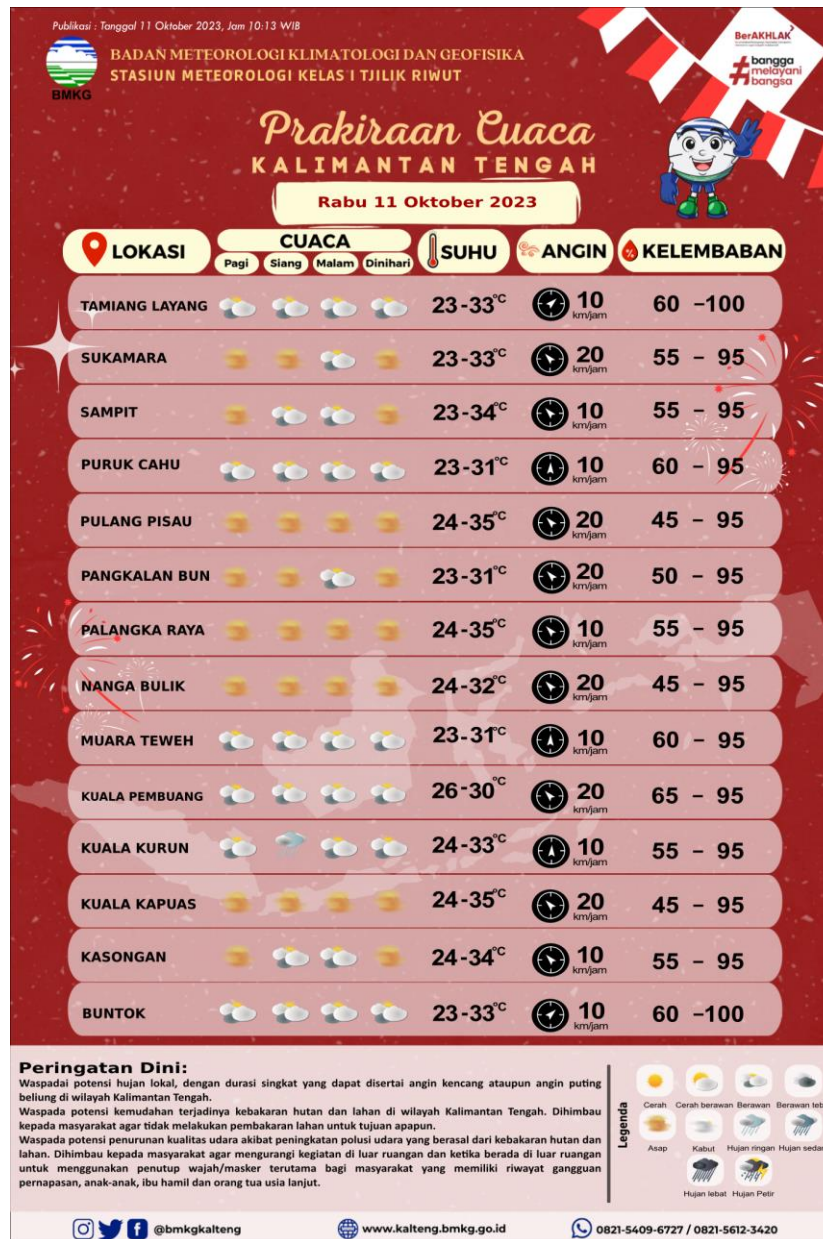 Publikasi : Tanggal 11 Oktober 2023, Jam 10:13 WIB
BerAKHLAK
BADAN METEOROLOGI KLIMATOLOGI DAN GEOFISIKA
STASIUN METEOROLOGI KELAS I TJILIK RIWUT
BMKG
# bangga
melayani
bangsa
Prakiraan Cuaca
KALIMANTAN TENGAH
Rabu 11 Oktober 2023
LOKASI CUACA SUHU ANGIN % KELEMBABAN
Pagi Siang Malam Dinihari
TAMIANG LAYANG 23-33°C 10 km/jam 60 -100
SUKAMARA 23-33°C 20 km/jam 55 - 95
SAMPIT 23-34°C 10 km/jam 55 - 95
PURUK CAHU 23-31°C 10 km/jam 60 - 95
PULANG PISAU 24-35°C 20 km/jam 45 - 95
PANGKALAN BUN 23-31°C 20 km/jam 50 - 95
PALANGKA RAYA 24-35°C 10 km/jam 55 - 95
NANGA BULIK 24-32°C 20 km/jam 45 - 95
MUARA TEWEH 23-31°C 10 km/jam 60 - 95
KUALA PEMBUANG 26-30°C 20 km/jam 65 - 95
KUALA KURUN 24-33°C 10 km/jam 55 - 95
KUALA KAPUAS 24-35°C 20 km/jam 45 - 95
KASONGAN 24-34°C 10 km/jam 55 - 95
BUNTOK 23-33°C 10 km/jam 60 -100
Peringatan Dini:
Waspadai potensi hujan lokal, dengan durasi singkat yang dapat disertai angin kencang ataupun angin puting
beliung di wilayah Kalimantan Tengah.
Waspada potensi kemudahan terjadinya kebakaran hutan dan lahan di wilayah Kalimantan Tengah. Dihimbau
kepada masyarakat agar tidak melakukan pembakaran lahan untuk tujuan apapun.
Waspada potensi penurunan kualitas udara akibat peningkatan polusi udara yang berasal dari kebakaran hutan dan
lahan. Dihimbau kepada masyarakat agar mengurangi kegiatan di luar ruangan dan ketika berada di luar ruangan
untuk menggunakan penutup wajah/masker terutama bagi masyarakat yang memiliki riwayat gangguan
pernapasan, anak-anak, ibu hamil dan orang tua usia lanjut.
Legenda
Cerah Cerah berawan Berawan Berawan teb
Asap Kabut Hujan ringan Hujan sedan
Hujan lebat Hujan Petir
@bmkgkalteng www.kalteng.bmkg.go.id 0821-5409-6727 / 0821-5612-3420